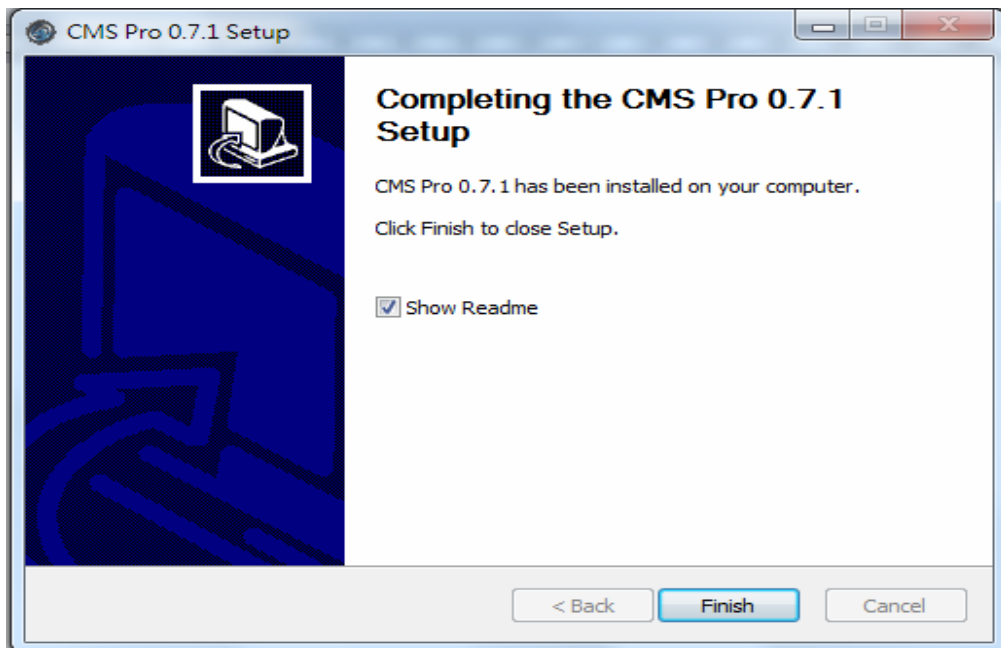 CMS Pro 0.7.1 Setup
Completing the CMS Pro 0.7.1
Setup
CMS Pro 0.7.1 has been installed on your computer.
Click Finish to close Setup.
Show Readme
< Back
Finish
Cancel